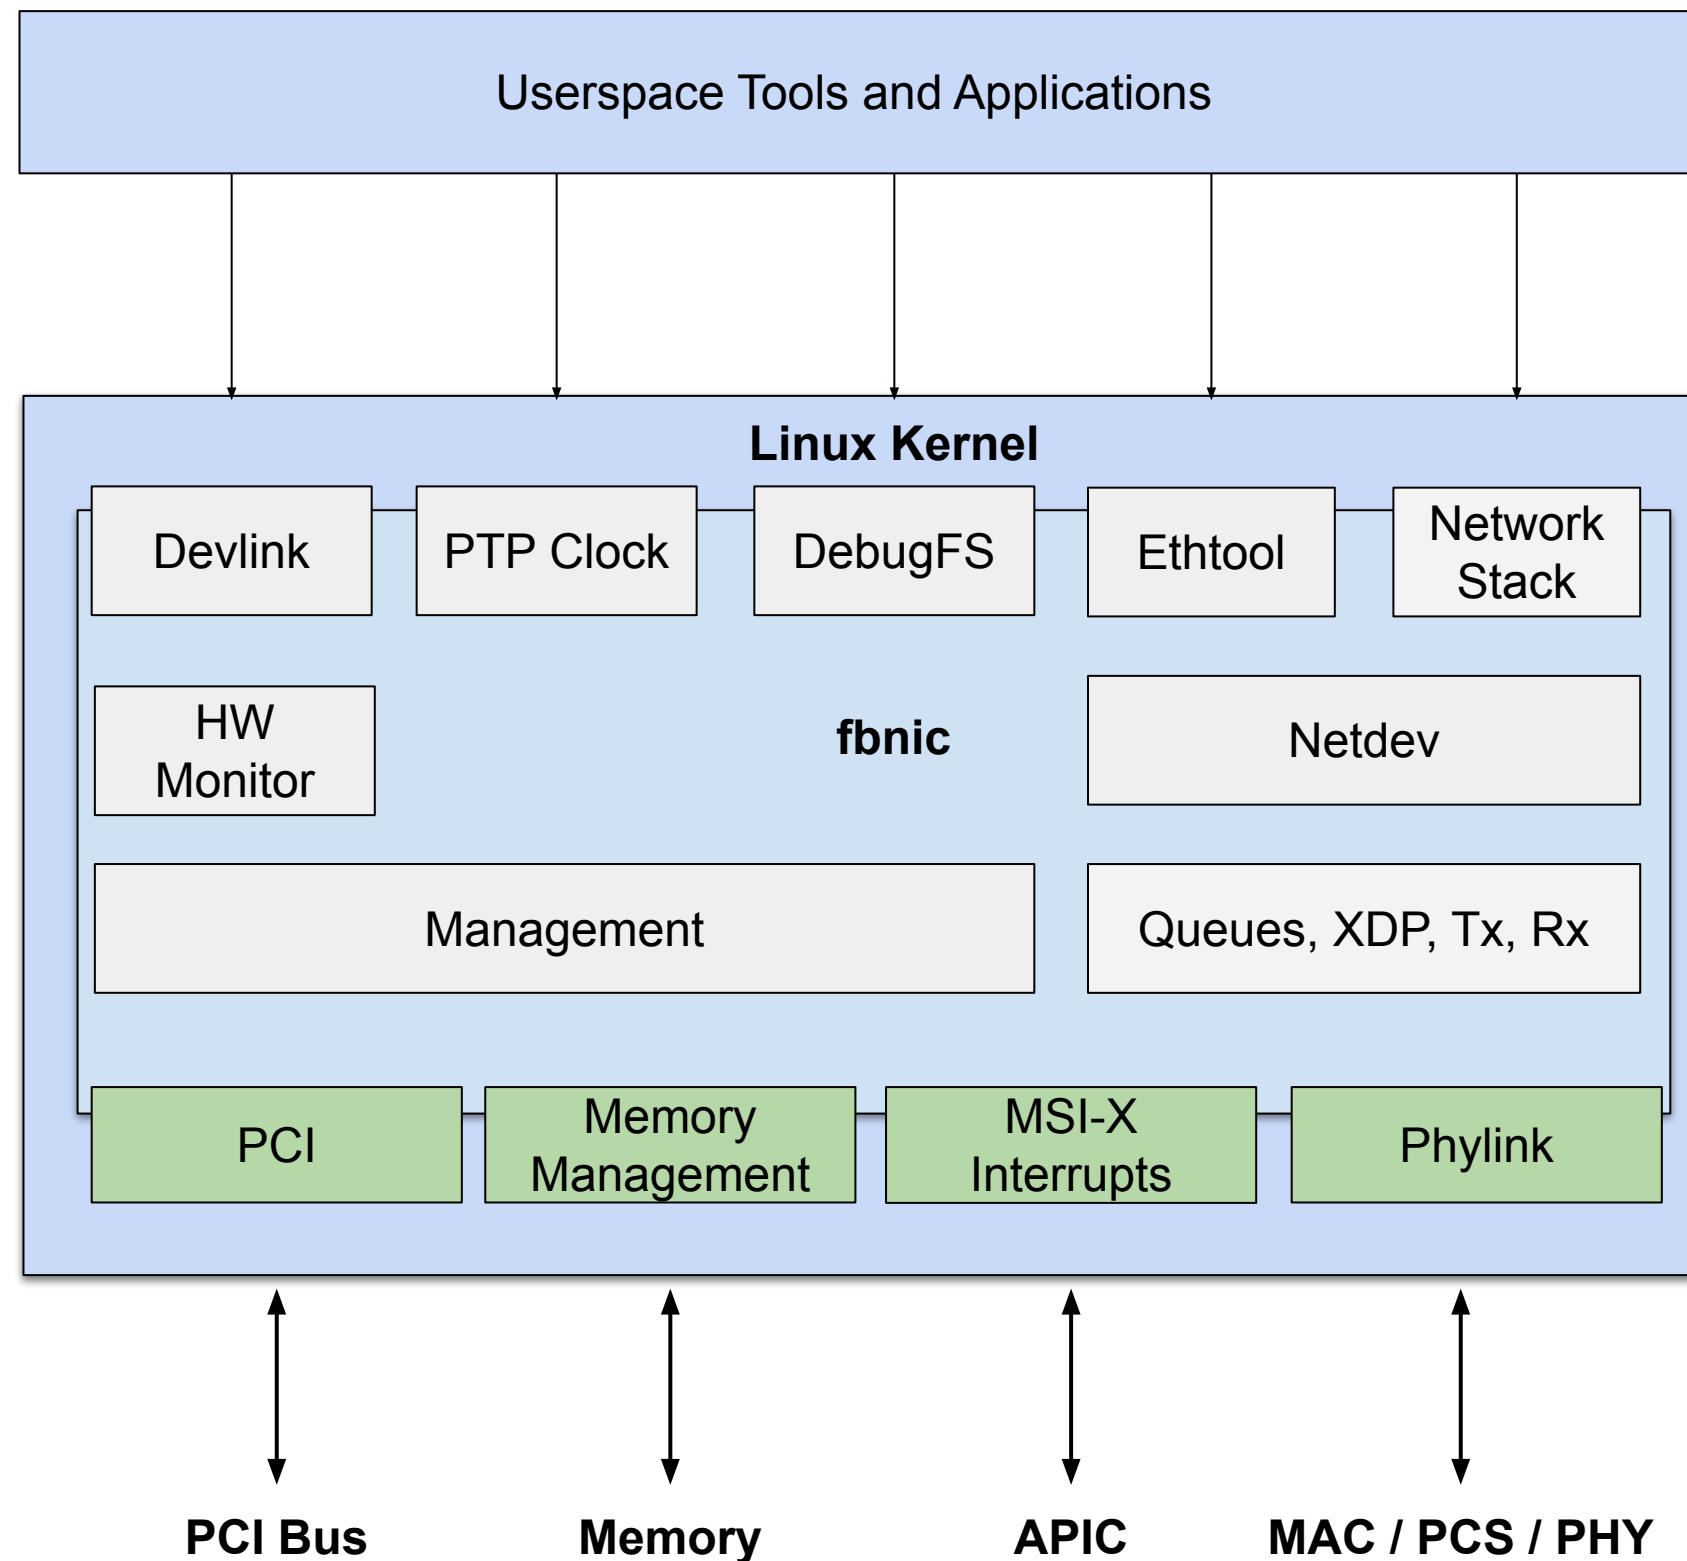 Userspace Tools and Applications
Linux Kernel
Devlink
PTP Clock
DebugFS
Ethtool
Network
Stack
HW
Monitor
fbnic
Netdev
Management
Queues, XDP, Tx, Rx
PCI
Memory
Management
MSI-X
Interrupts
Phylink
PCI Bus
Memory
APIC
MAC / PCS / PHY